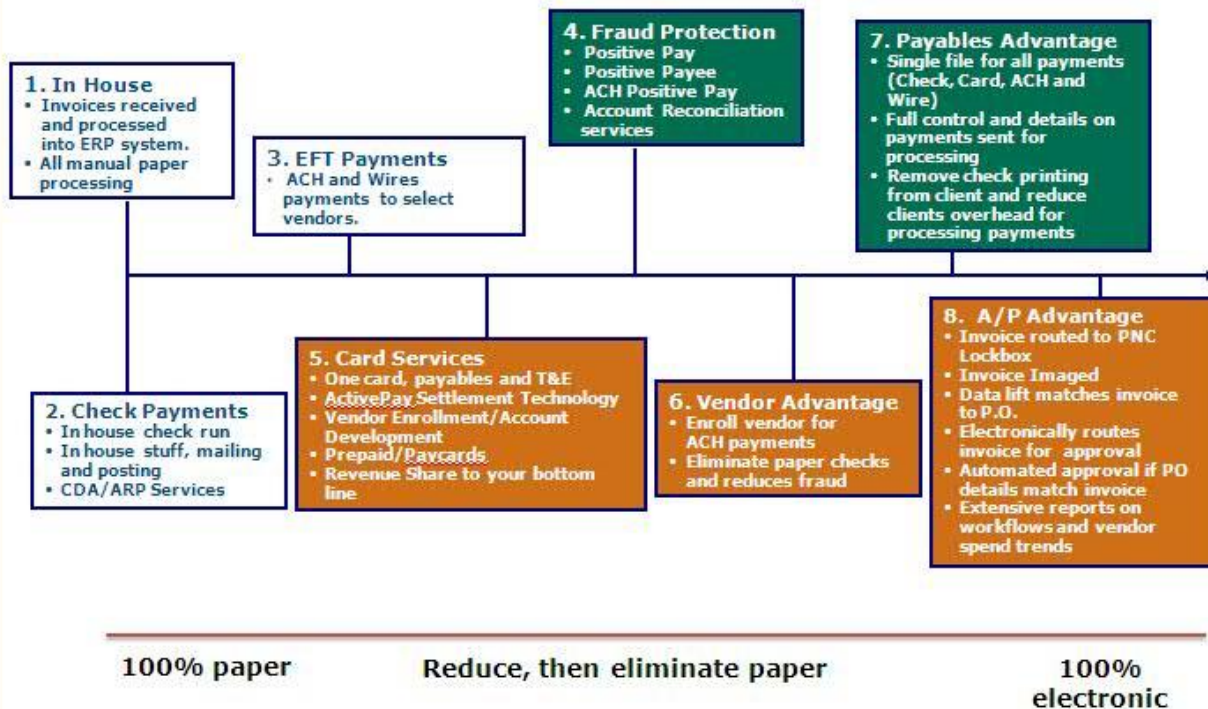 1. In House
• Invoices received
and processed
into ERP system.
• All manual paper
processing
2. Check Payments
• In house check run
• In house stuff, mailing
and posting
• CDA/ARP Services
3. EFT Payments
• ACH and Wires
payments to select
vendors.
4. Fraud Protection
• Positive Pay
• Positive Payee
• ACH Positive Pay
• Account Reconciliation
services
5. Card Services
• One card, payables and T&E
• ActivePay Settlement Technology
• Vendor Enrollment/Account
Development
• Prepaid/Paycards
• Revenue Share to your bottom
line
6. Vendor Advantage
• Enroll vendor for
ACH payments
• Eliminate paper checks
and reduces fraud
7. Payables Advantage
• Single file for all payments
(Check, Card, ACH and
Wire)
• Full control and details on
payments sent for
processing
• Remove check printing
from client and reduce
clients overhead for
processing payments
8. A/P Advantage
• Invoice routed to PNC
Lockbox
• Invoice Imaged
• Data lift matches invoice
to P.O.
• Electronically routes
invoice for approval
• Automated approval if PO
details match invoice
• Extensive reports on
workflows and vendor
spend trends
100% paper
Reduce, then eliminate paper
100%
electronic